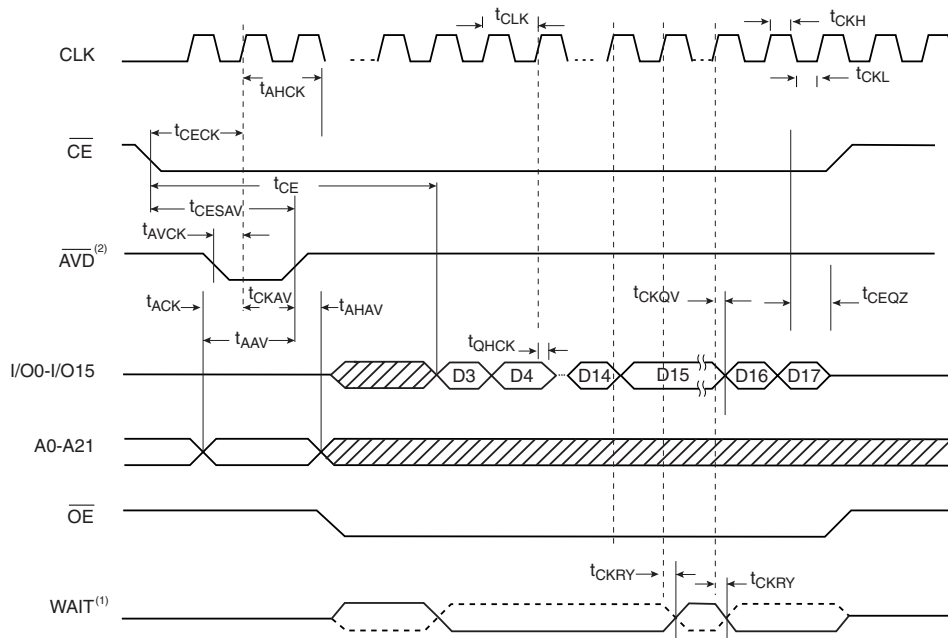 tCLK
tCKH
CLK
tCKL
tAHCK
tCECK
CE
tCE
tCESAV
tAVCK
AVD(2)
tACK
tCKAV
tAHAV
tCKQV
tCEQZ
tAAV
tQHCK
I/O0-I/O15
D3
D4
D14
D15
D16
D17
A0-A21
OE
tCKRY
tCKRY
WAIT(1)